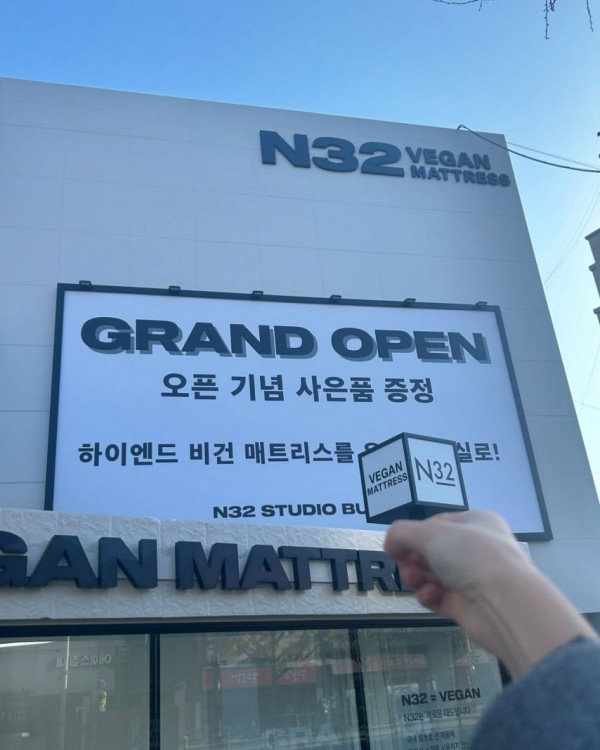 N32 VEGAN
MATTRESS
GRAND OPEN
오픈 기념 사은품 증정
하이엔드 비건 매트리스를
실로!
N32 STUDIO
VEGAN
MATTRESS
N32
MATTR
N32 = VEGAN